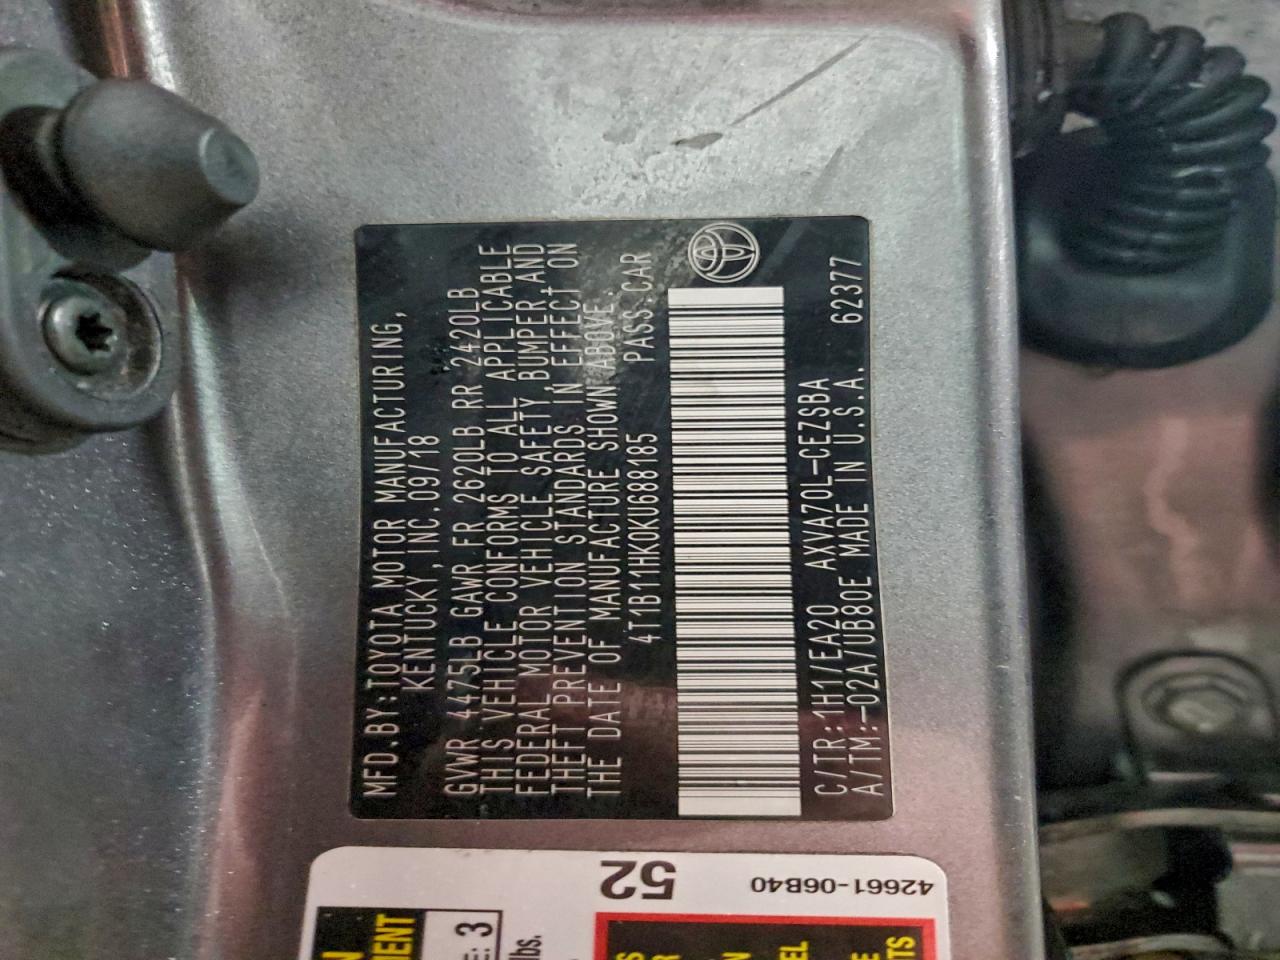 MFD.BY:TOYOTA MOTOR MANUFACTURING,
KENTUCKY, INC.09/18
GVWR 4475LB GAWR FR 2620LB RR 2420LB
THIS VEHICLE CONFORMS TO ALL APPLICABLE
FEDERAL MOTOR VEHICLE SAFETY,BUMPER,AND
THEFT PREVENTION STANDARDS IN EFFECT ON
THE DATE OF MANUFACTURE SHOWN ABOVE.
4T1B11HK0KU688185 PASS.CAR
C/TR:1H1/EA20 AXVA70L-CEZSBA 62377
A/TM:-02A/UB80E MADE IN U.S.A.
52
42661-06B40
MENT
E: 3
lbs.